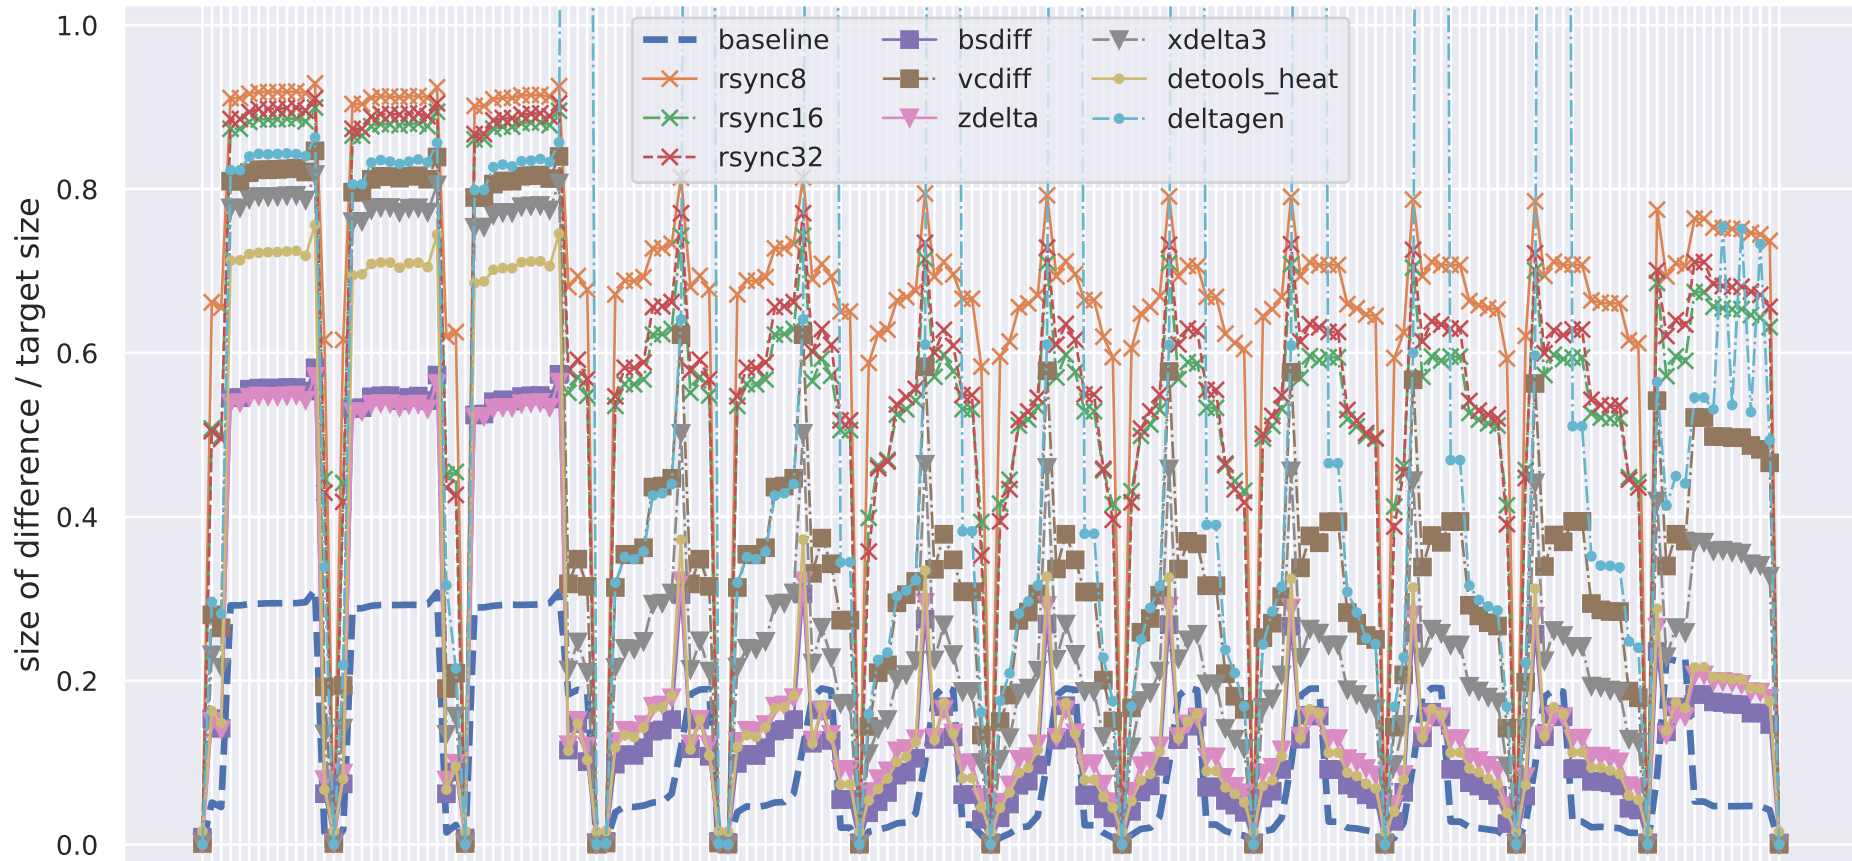 1.0
0.8
0.6
0.4
0.2
0.0
size of difference / target size
baseline
rsync8
rsync16
rsync32
bsdiff
vcdiff
zdelta
xdelta3
detools_heat
deltagen